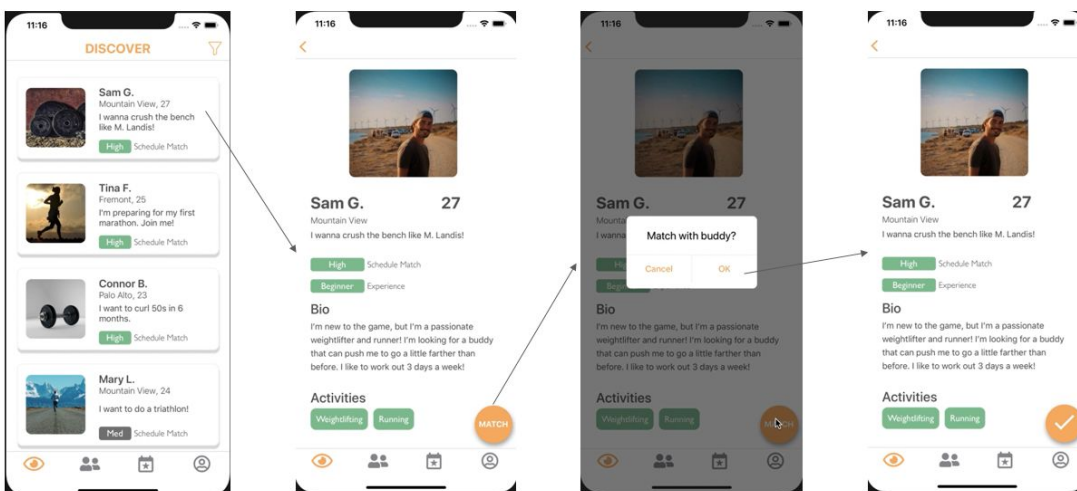 11:16
DISCOVER
Sam G.
Mountain View, 27
I wanna crush the bench
like M. Landis!
High Schedule Match
Tina F.
Fremont, 25
I'm preparing for my first
marathon. Join me!
High Schedule Match
Connor B.
Palo Alto, 23
I want to curl 50s in 6
months.
High Schedule Match
Mary L.
Mountain View, 24
I want to do a triathlon!
Med Schedule Match
11:16
Sam G. 27
Mountain View
I wanna crush the bench like M. Landis!
High Schedule Match
Beginner Experience
Bio
I'm new to the game, but I'm a passionate
weightlifter and runner! I'm looking for a buddy
that can push me to go a little farther than
before. I like to work out 3 days a week!
Activities
Weightlifting Running
MATCH
11:16
Sam G. 27
Match with buddy?
Cancel OK
Bio
I'm new to the game, but I'm a passionate
weightlifter and runner! I'm looking for a buddy
that can push me to go a little farther than
before. I like to work out 3 days a week!
Activities
Weightlifting Running
11:16
Sam G. 27
Mountain View
I wanna crush the bench like M. Landis!
High Schedule Match
Beginner Experience
Bio
I'm new to the game, but I'm a passionate
weightlifter and runner! I'm looking for a buddy
that can push me to go a little farther than
before. I like to work out 3 days a week!
Activities
Weightlifting Running